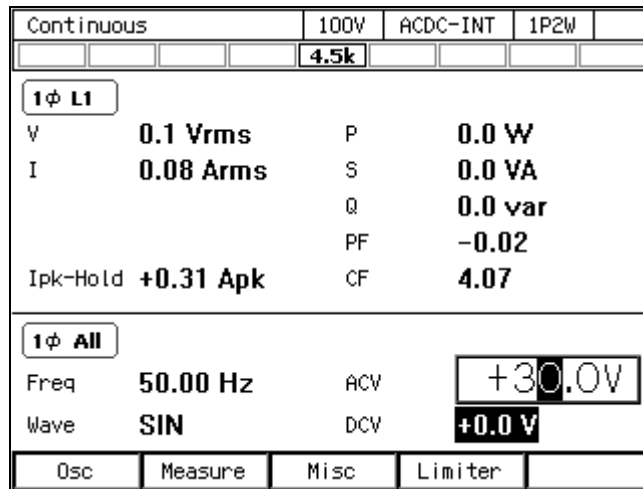 Continuous 100V ACDC-INT 1P2W
4.5k
1ϕ L1
V 0.1 Vrms P 0.0 W
I 0.08 Arms S 0.0 VA
Q 0.0 var
PF -0.02
Ipk-Hold +0.31 Apk CF 4.07
1ϕ All
Freq 50.00 Hz ACV +30.0V
Wave SIN DCV +0.0 V
Osc Measure Misc Limiter